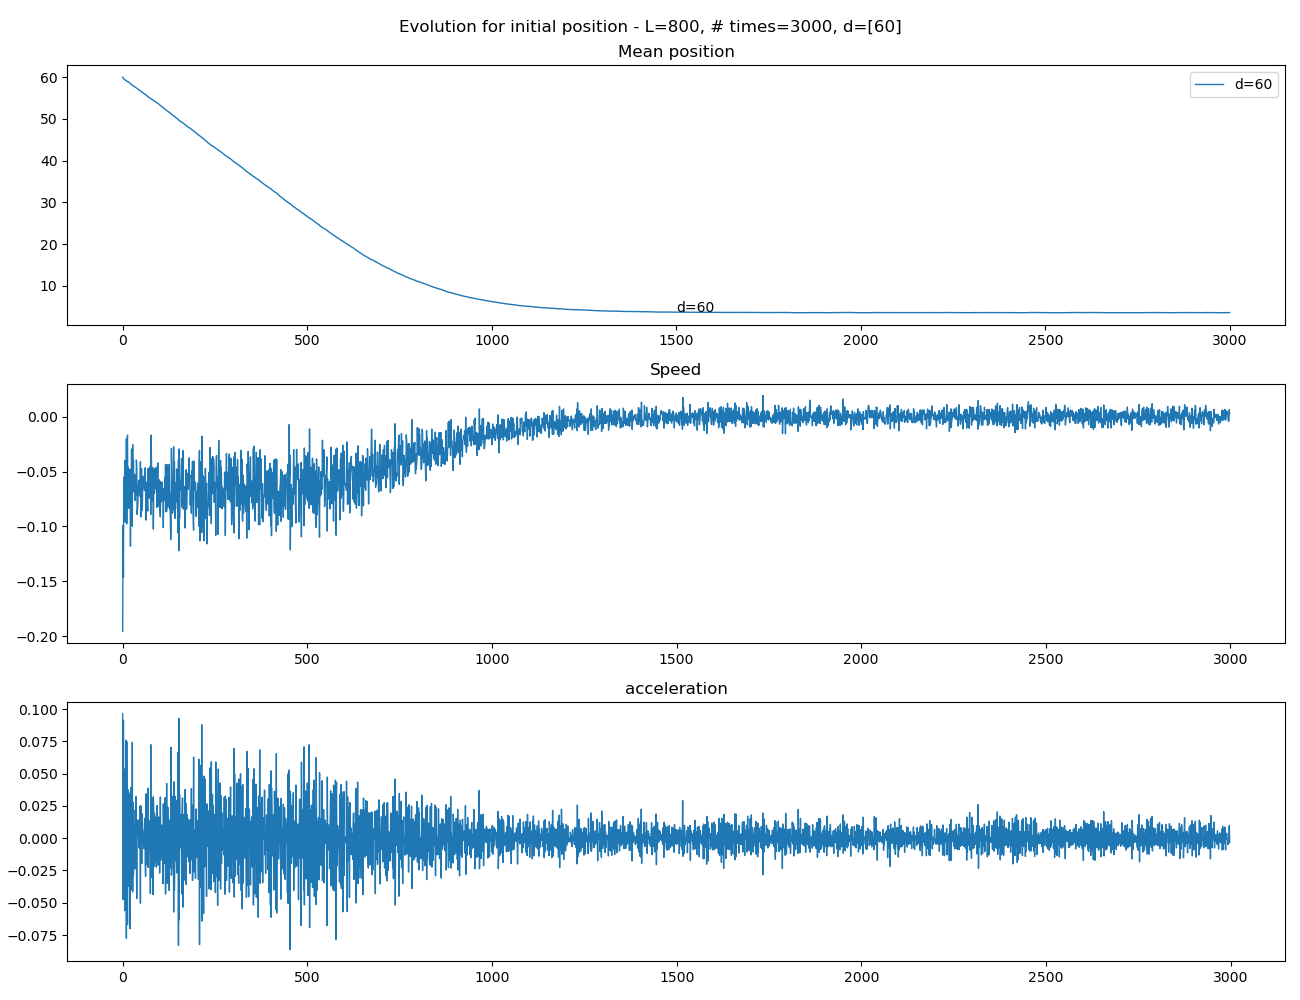 Evolution for initial position - L=800, # times=3000, d=[60]
Mean position
60
50
40
30
20
10
d=60
d=60
0 500 1000 1500 2000 2500 3000
Speed
0.00
−0.05
−0.10
−0.15
−0.20
0 500 1000 1500 2000 2500 3000
acceleration
0.100
0.075
0.050
0.025
0.000
−0.025
−0.050
−0.075
0 500 1000 1500 2000 2500 3000